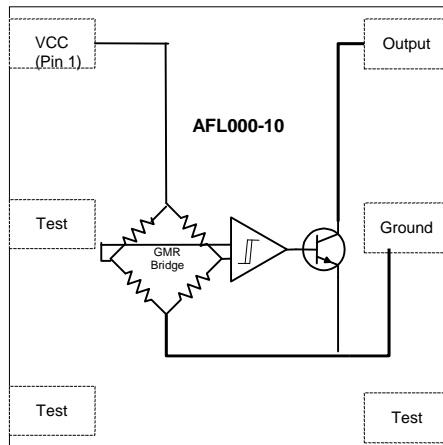 VCC
(Pin 1)
Output
AFL000-10
Test
Ground
GMR
Bridge
Test
Test